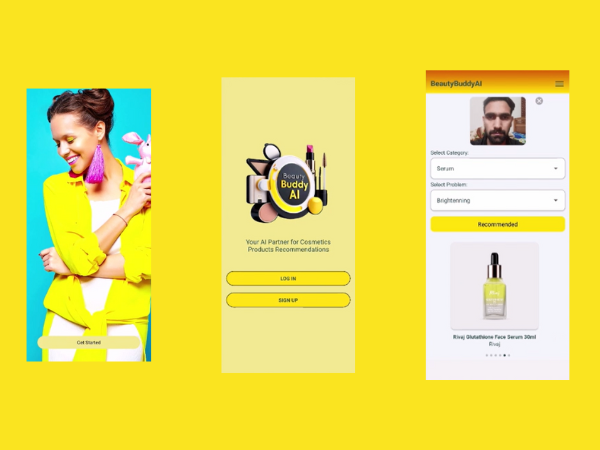 Get Started
Beauty
Buddy
AI
Your AI Partner for Cosmetics
Products Recommendations
LOG IN
SIGN UP
BeautyBuddyAI
Select Category:
Serum
Select Problem:
Brightenning
Recommended
Rivaj Glutathione Face Serum 30ml
Rivaj